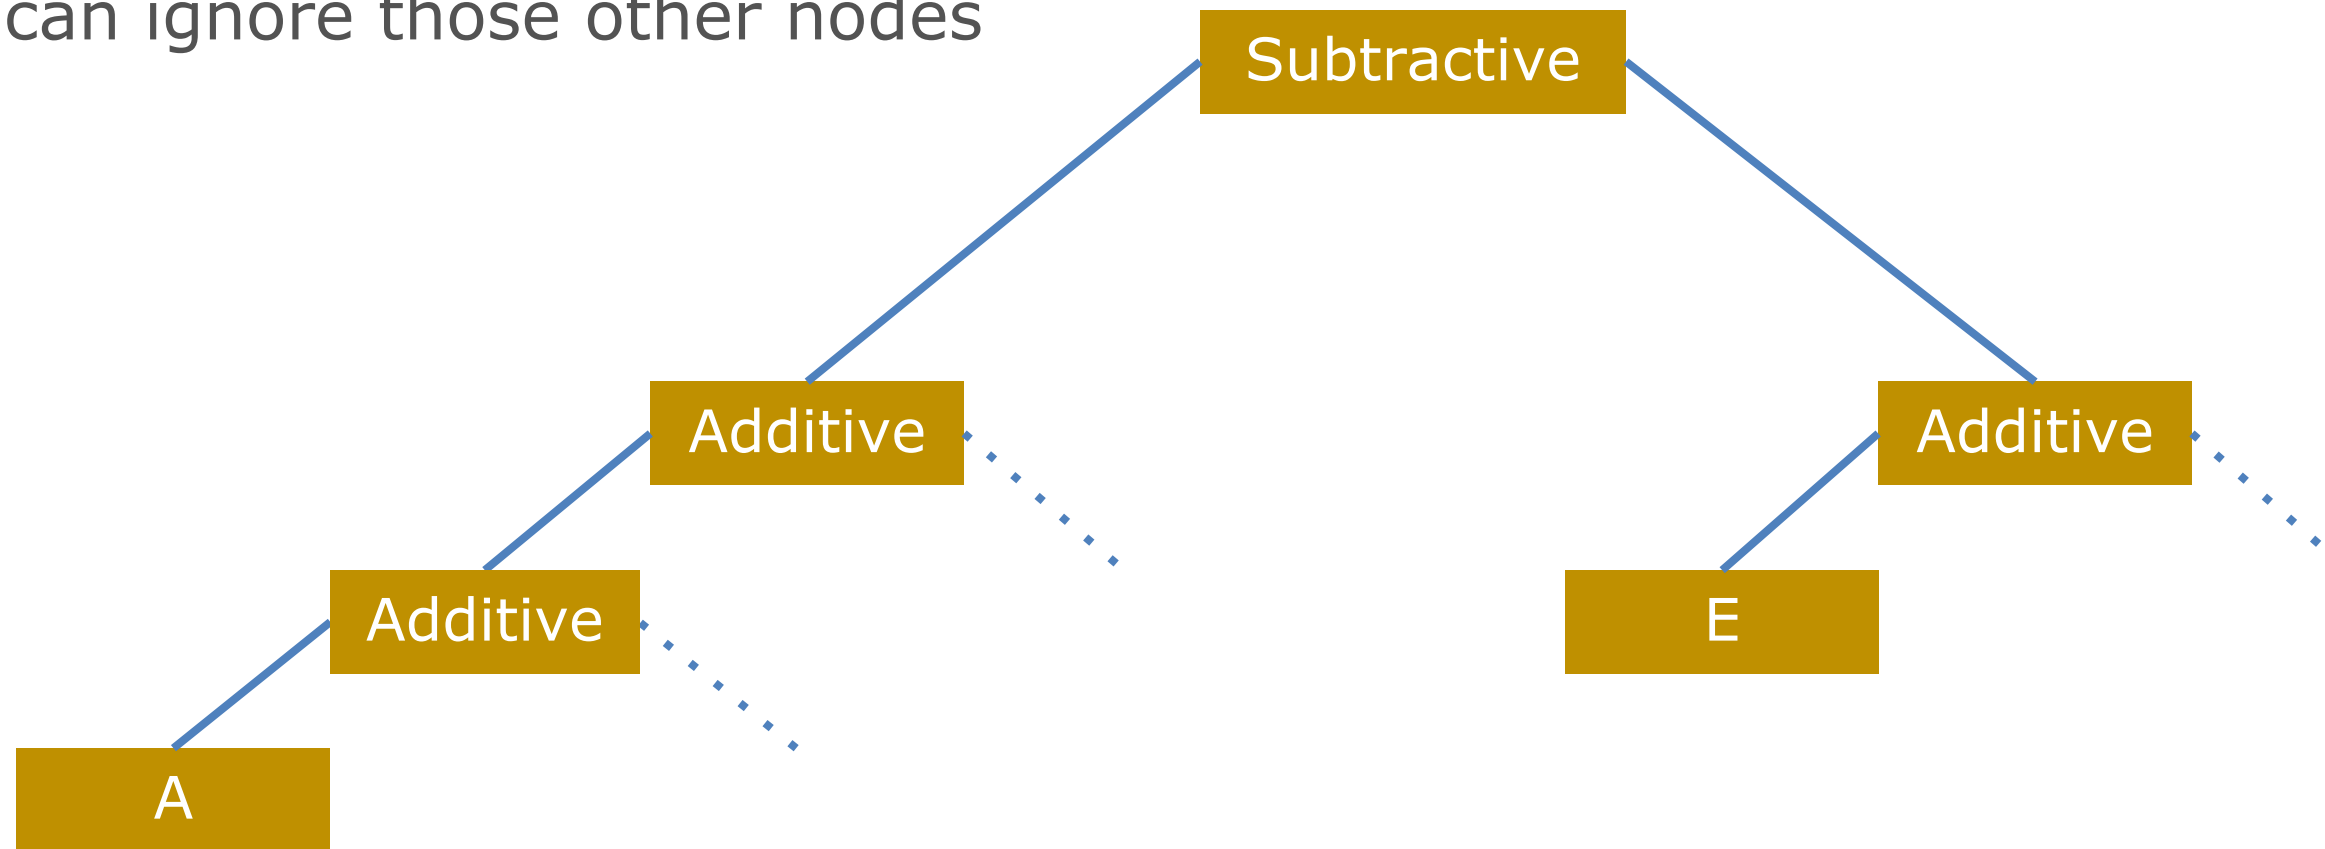 can ignore those other nodes
Subtractive
Additive
Additive
Additive
E
A